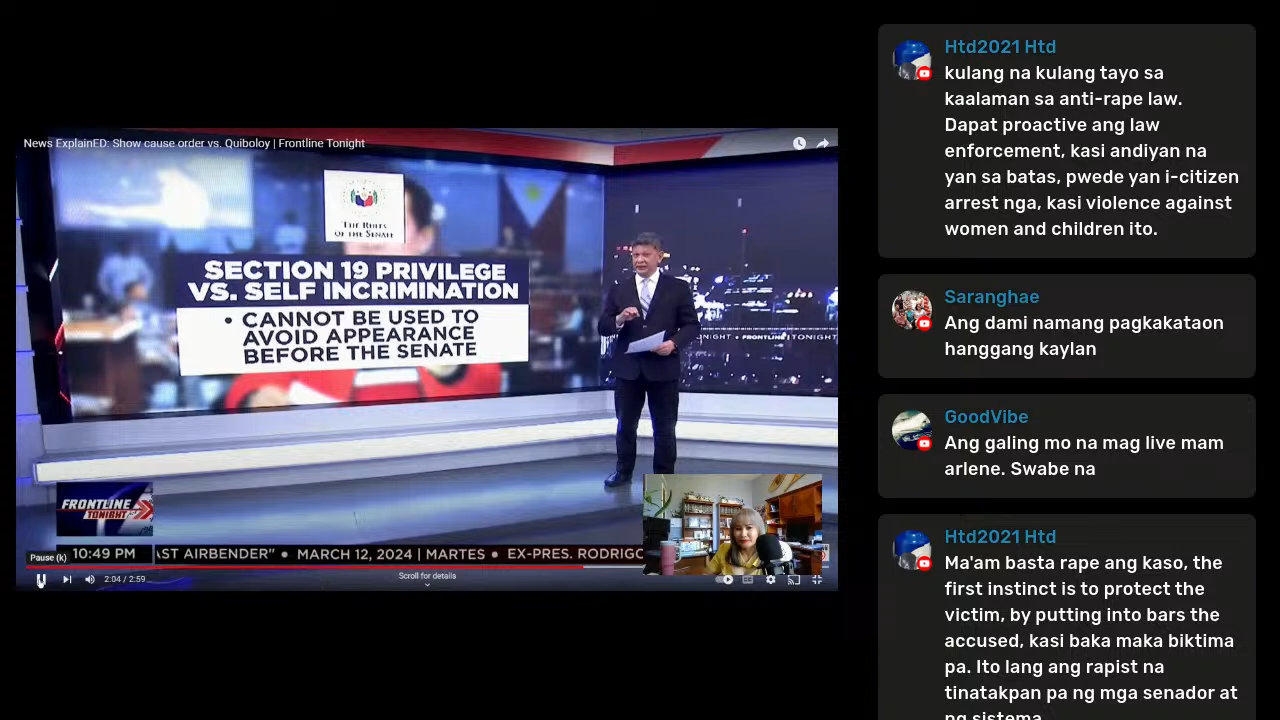 News ExplainED: Show cause order vs. Quiboloy | Frontline Tonight
THE RULES
OF THE SENATE
SECTION 19 PRIVILEGE
VS. SELF INCRIMINATION
• CANNOT BE USED TO
AVOID APPEARANCE
BEFORE THE SENATE
NIGHT • FRONTLINE TONIGHT
FRONTLINE
TONIGHT
Pause (k)
10:49 PM
AST AIRBENDER" • MARCH 12, 2024 | MARTES • EX-PRES. RODRIGO
2:04 / 2:59
Scroll for details
Htd2021 Htd
kulang na kulang tayo sa
kaalaman sa anti-rape law.
Dapat proactive ang law
enforcement, kasi andiyan na
yan sa batas, pwede yan i-citizen
arrest nga, kasi violence against
women and children ito.
Saranghae
Ang dami namang pagkakataon
hanggang kaylan
GoodVibe
Ang galing mo na mag live mam
arlene. Swabe na
Htd2021 Htd
Ma'am basta rape ang kaso, the
first instinct is to protect the
victim, by putting into bars the
accused, kasi baka maka biktima
pa. Ito lang ang rapist na
tinatakpan pa ng mga senador at
ng sistema